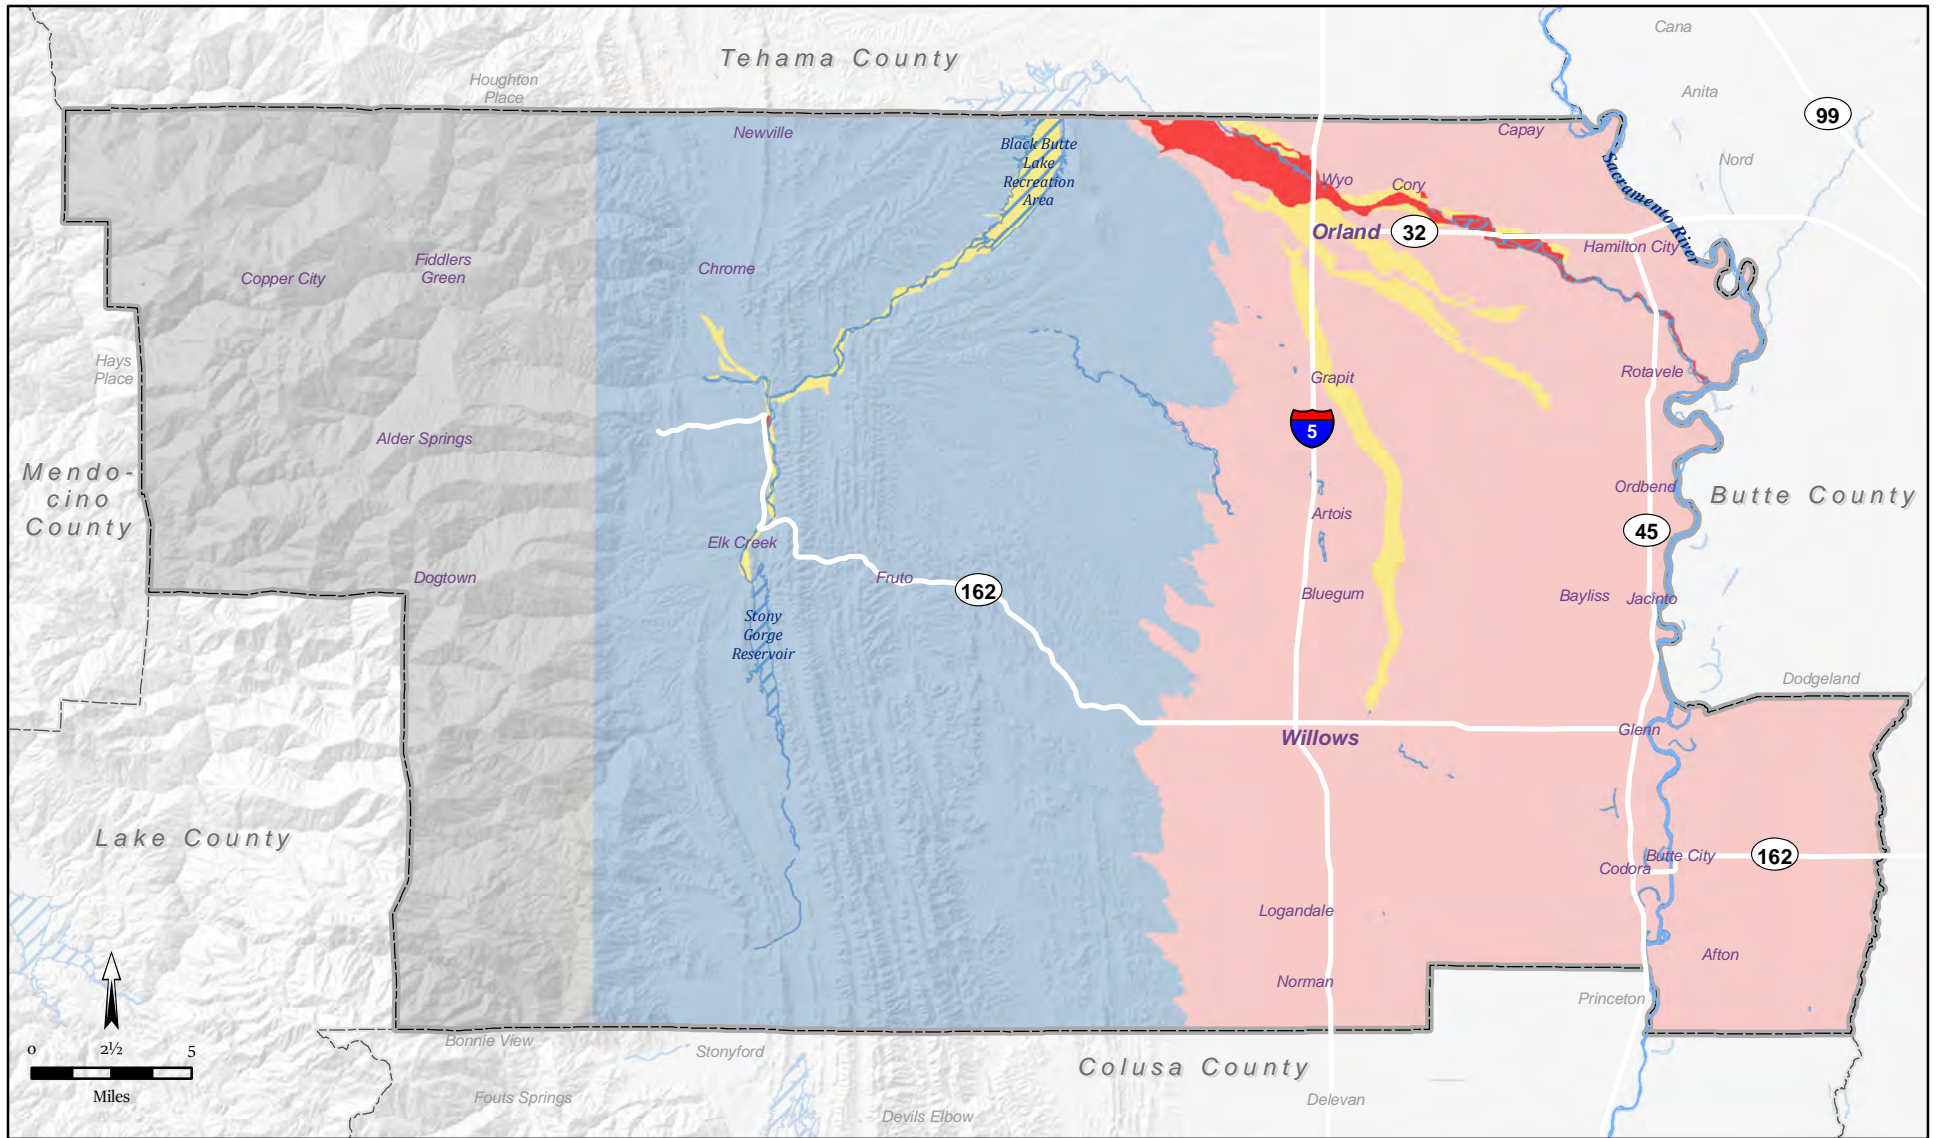 Cana
Tehama County
Houghton
Place
Anita
99
Newville
Capay
Black Butte
Lake
Recreation
Area
Nord
Sacramento River
Wyo
Cory
Orland
32
Hamilton City
Fiddlers
Green
Copper City
Chrome
Hays
Place
Rotavele
Grapit
5
Alder Springs
Mendo-
cino
County
Ordbend
Butte County
Artois
45
Elk Creek
Dogtown
Fruto
162
Bluegum
Bayliss
Jacinto
Stony
Gorge
Reservoir
Dodgeland
Glenn
Willows
Lake County
Butte City
162
Codora
Logandale
Afton
Norman
Princeton
Bonnie View
Stonyford
Colusa County
0 2½ 5
Miles
Fouts Springs
Delevan
Devils Elbow